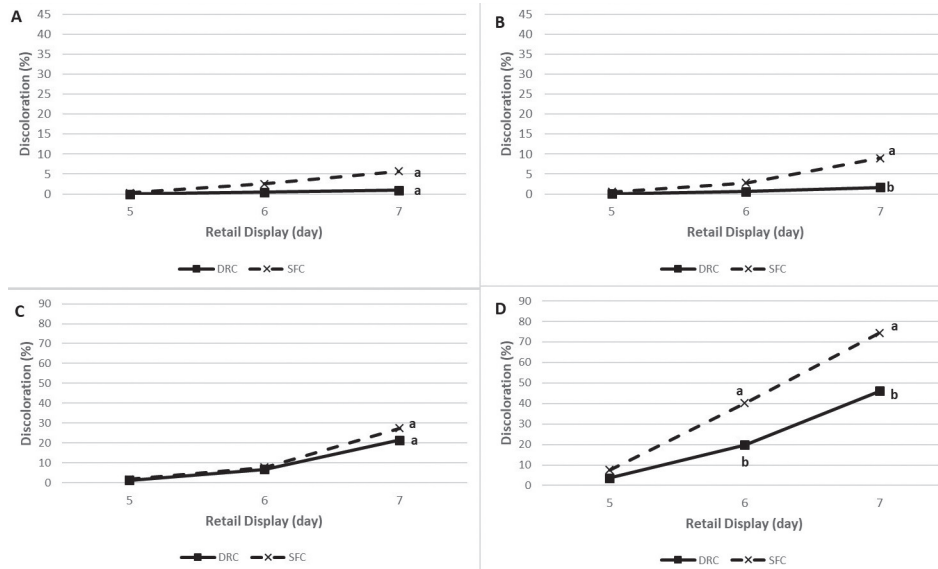 A
45
40
35
30
25
20
15
10
5
0
Discoloration (%)
a
a
5 6 7
Retail Display (day)
DRC SFC
B
45
40
35
30
25
20
15
10
5
0
Discoloration (%)
a
b
5 6 7
Retail Display (day)
DRC SFC
C
90
80
70
60
50
40
30
20
10
0
Discoloration (%)
a
a
5 6 7
Retail Display (day)
DRC SFC
D
90
80
70
60
50
40
30
20
10
0
Discoloration (%)
a
a
b
b
5 6 7
Retail Display (day)
DRC SFC